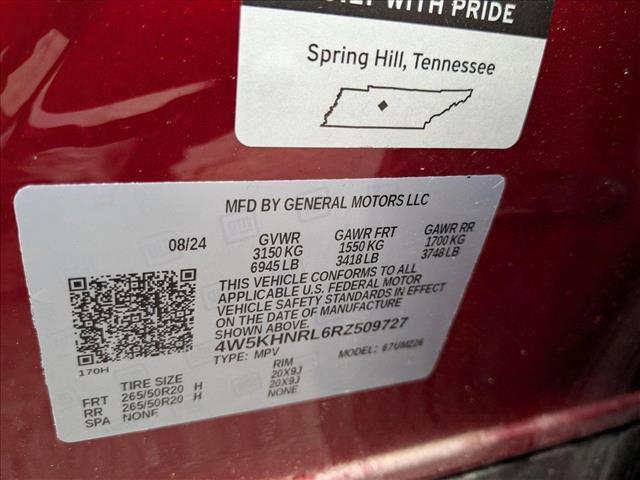 WITH PRIDE
Spring Hill, Tennessee
MFD BY GENERAL MOTORS LLC
08/24 GVWR GAWR FRT GAWR RR
3150 KG 1550 KG 1700 KG
6945 LB 3418 LB 3748 LB
THIS VEHICLE CONFORMS TO ALL
APPLICABLE U.S. FEDERAL MOTOR
VEHICLE SAFETY STANDARDS IN EFFECT
ON THE DATE OF MANUFACTURE
SHOWN ABOVE.
4W5KHNRL6RZ509727
TYPE: MPV MODEL: 67VM226
170H
TIRE SIZE RIM
FRT 265/50R20 H 20X9J
RR 265/50R20 H 20X9J
SPA NONE NONE